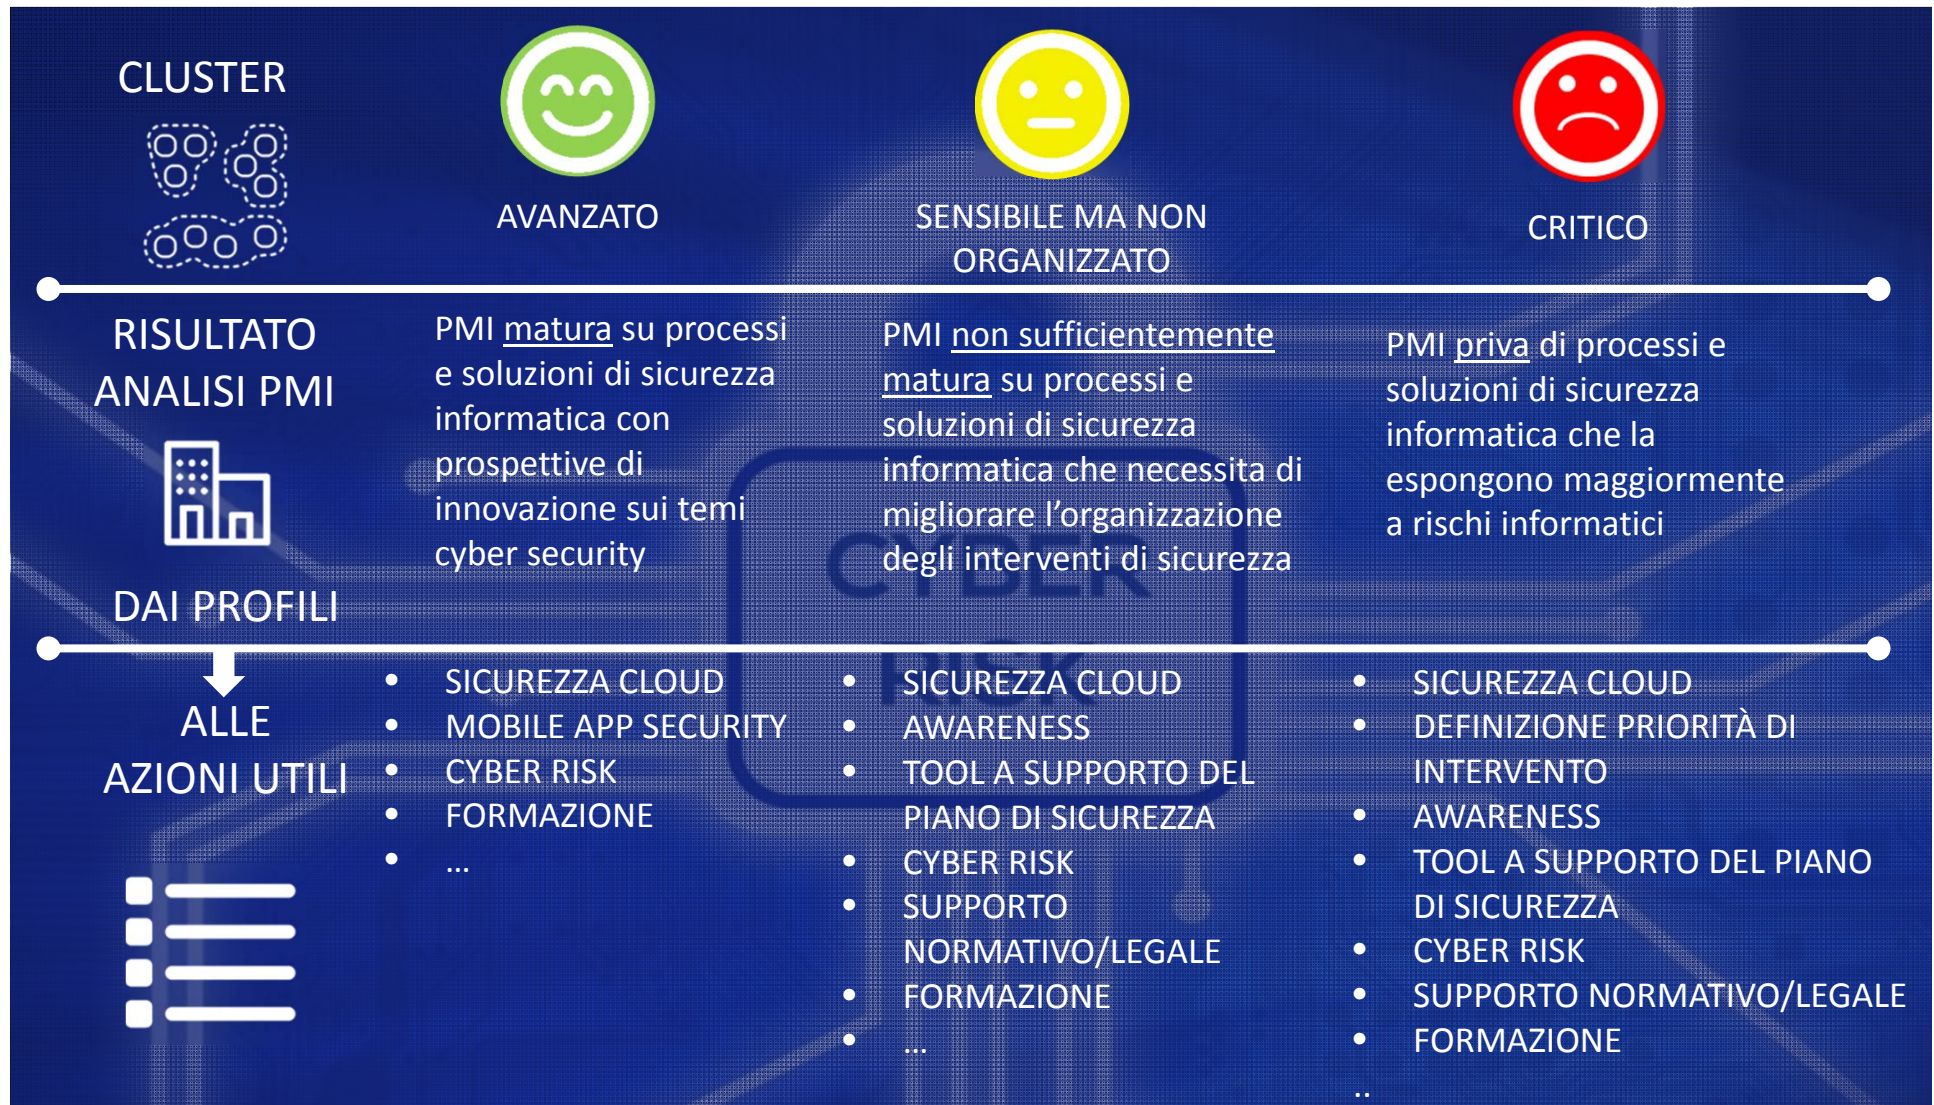 CLUSTER
AVANZATO
SENSIBILE MA NON
ORGANIZZATO
CRITICO
RISULTATO
ANALISI PMI
PMI matura su processi
e soluzioni di sicurezza
informatica con
prospettive di
innovazione sui temi
cyber security
PMI non sufficientemente
matura su processi e
soluzioni di sicurezza
informatica che necessita di
migliorare l’organizzazione
degli interventi di sicurezza
PMI priva di processi e
soluzioni di sicurezza
informatica che la
espongono maggiormente
a rischi informatici
CYBER
RISK
DAI PROFILI
ALLE
AZIONI UTILI
• SICUREZZA CLOUD
• MOBILE APP SECURITY
• CYBER RISK
• FORMAZIONE
• ...
• SICUREZZA CLOUD
• AWARENESS
• TOOL A SUPPORTO DEL
PIANO DI SICUREZZA
• CYBER RISK
• SUPPORTO
NORMATIVO/LEGALE
• FORMAZIONE
• ...
• SICUREZZA CLOUD
• DEFINIZIONE PRIORITÀ DI
INTERVENTO
• AWARENESS
• TOOL A SUPPORTO DEL PIANO
DI SICUREZZA
• CYBER RISK
• SUPPORTO NORMATIVO/LEGALE
• FORMAZIONE
..